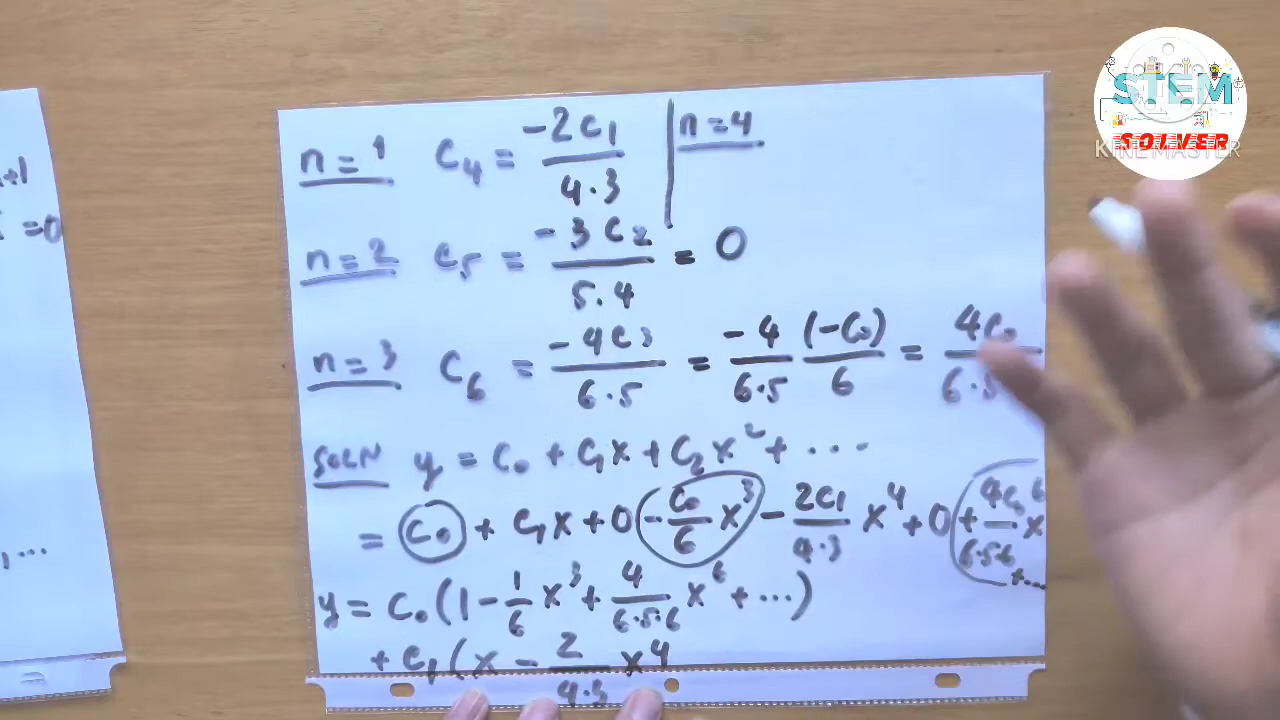 n+1
=0
, ...
n = 1 C4 = -2C1 / 4·3 | n = 4
n = 2 C5 = -3C2 / 5·4 = 0
n = 3 C6 = -4C3 / 6·5 = -4/6·5 (-C0)/6 = 4C0 / 6·5
SOLN y = C0 + C1x + C2x² + ...
= C0 + C1x + 0 - C0/6 x³ - 2C1/4·3 x⁴ + 0 + 4C0/6·5·6 x⁶ + ...
y = C0 (1 - 1/6 x³ + 4/6·5·6 x⁶ + ...)
+ C1 (x - 2/4·3 x⁴
STEM
SOLVER
KINEMASTER